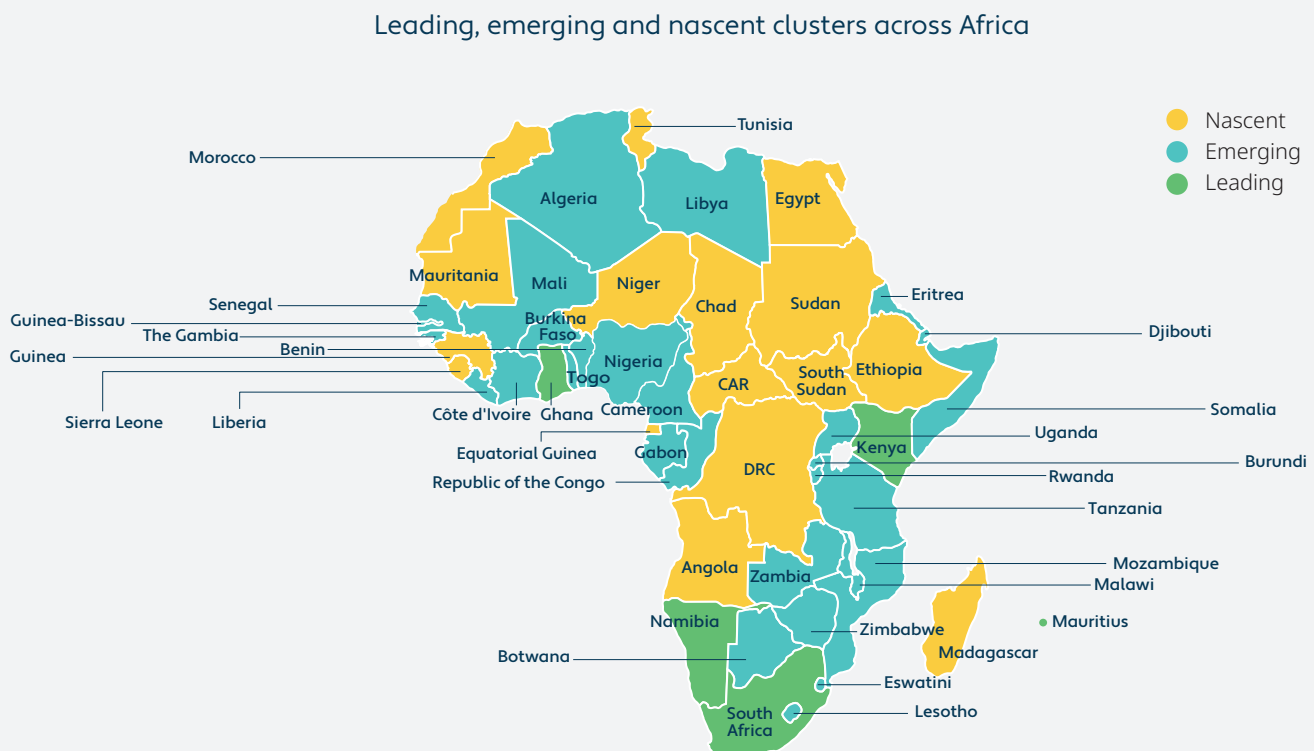 Leading, emerging and nascent clusters across Africa
Nascent
Emerging
Leading
Tunisia
Morocco
Algeria
Libya
Egypt
Mauritania
Mali
Niger
Chad
Sudan
Eritrea
Senegal
Guinea-Bissau
The Gambia
Burkina
Faso
Djibouti
Guinea
Benin
Nigeria
Togo
CAR
South
Sudan
Ethiopia
Sierra Leone
Liberia
Côte d'Ivoire
Ghana
Cameroon
Somalia
Uganda
Kenya
Equatorial Guinea
Gabon
DRC
Burundi
Republic of the Congo
Rwanda
Tanzania
Angola
Zambia
Mozambique
Malawi
Namibia
Zimbabwe
Mauritius
Botswana
Madagascar
Eswatini
South
Africa
Lesotho